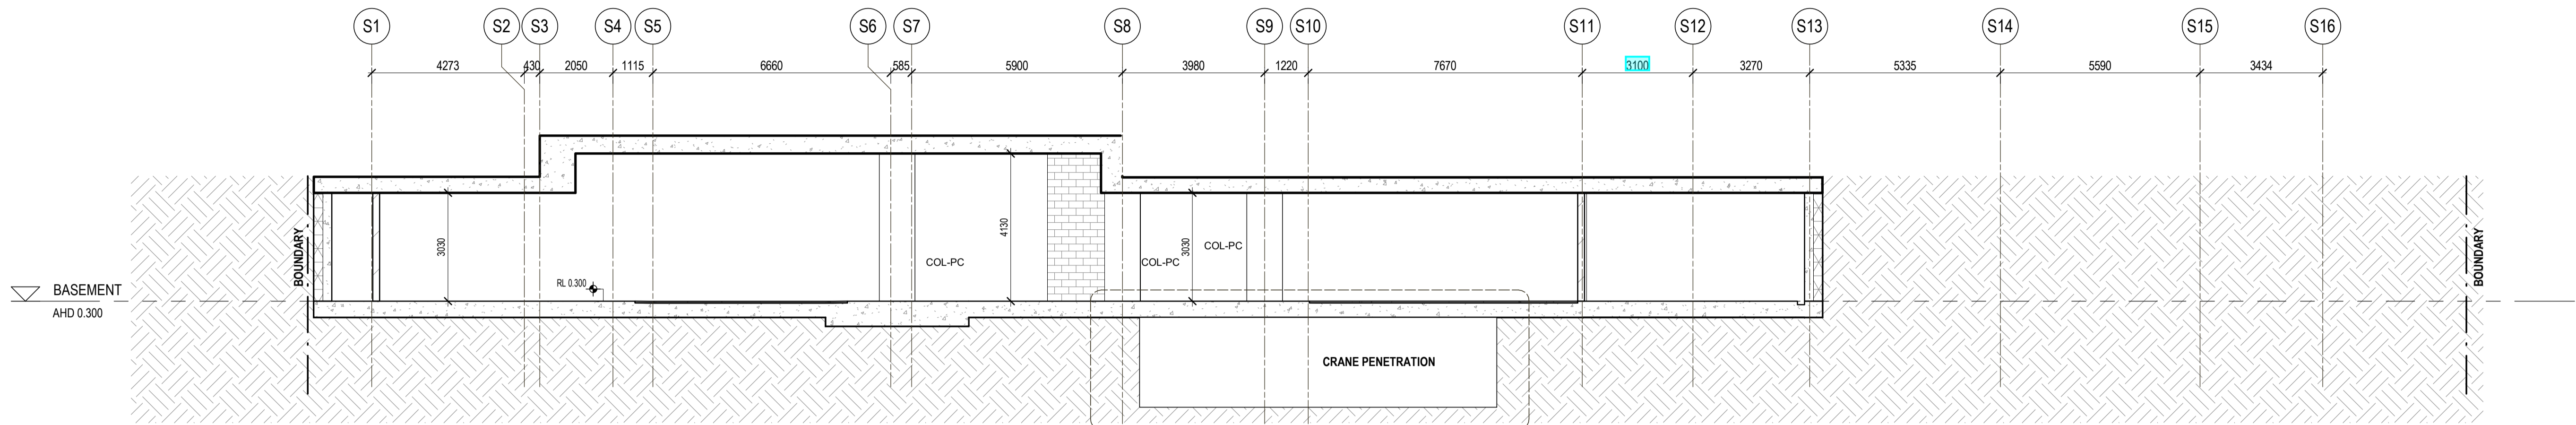 S1 S2 S3 S4 S5 S6 S7 S8 S9 S10 S11 S12 S13 S14 S15 S16
4273 430 2050 1115 6660 585 5900 3980 1220 7670 3100 3270 5335 5590 3434
BOUNDARY
3030
RL 0.300
COL-PC
4130
COL-PC
3030
COL-PC
BOUNDARY
BASEMENT
AHD 0.300
CRANE PENETRATION